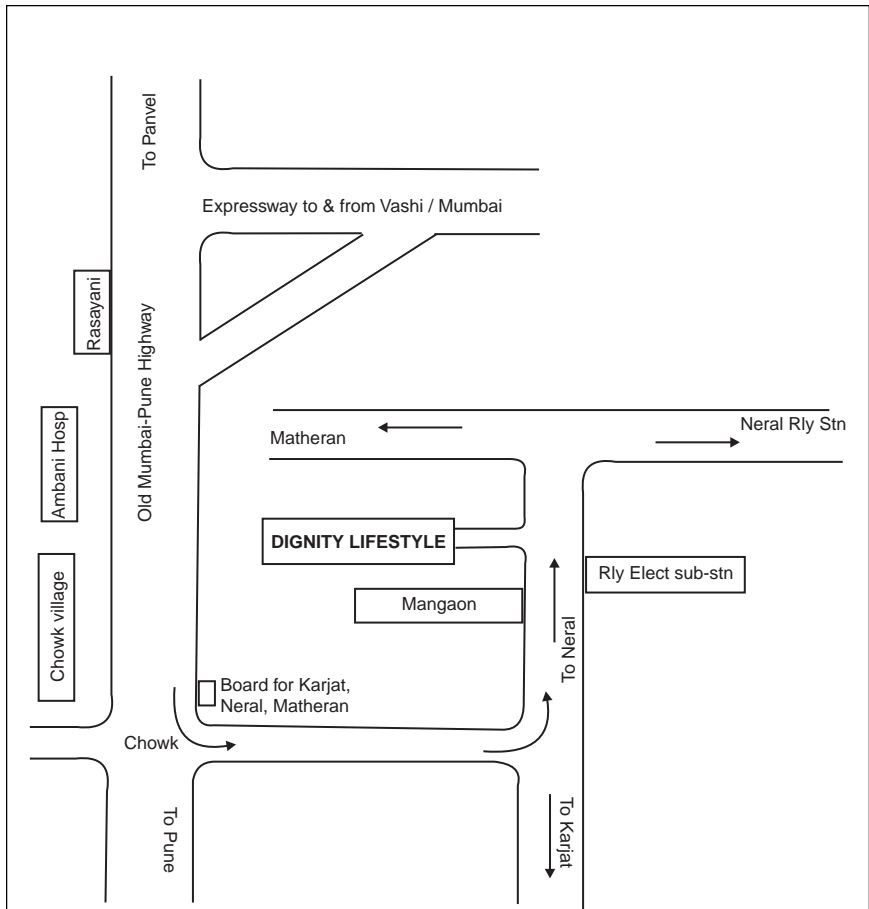 To Panvel
Expressway to & from Vashi / Mumbai
Rasayani
Old Mumbai-Pune Highway
Ambani Hosp
Matheran
Neral Rly Stn
DIGNITY LIFESTYLE
Rly Elect sub-stn
Mangaon
Chowk village
To Neral
Board for Karjat,
Neral, Matheran
Chowk
To Pune
To Karjat